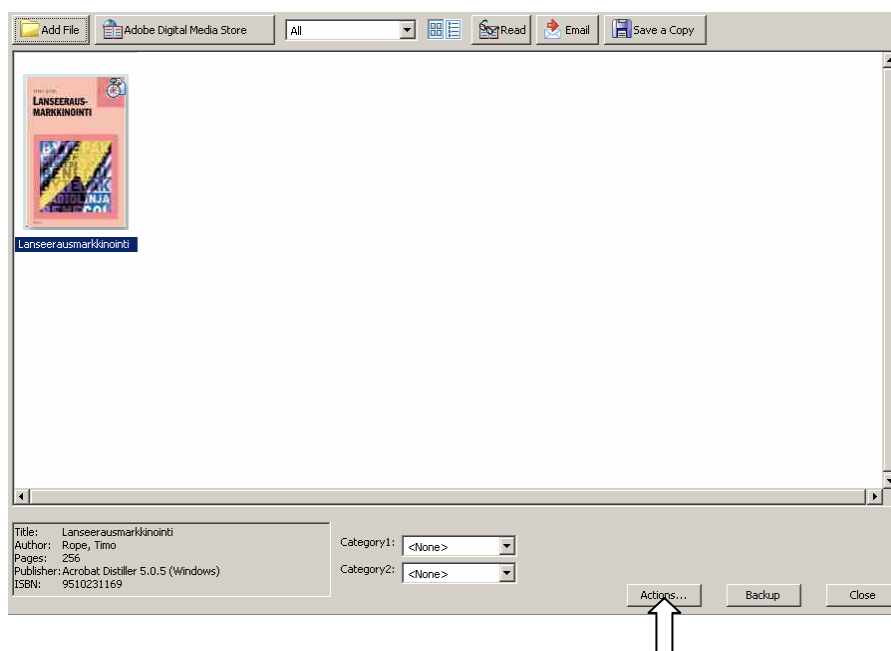 Add File Adobe Digital Media Store All Read Email Save a Copy
LANSEERAUS-
MARKKINOINTI
Lanseerausmarkkinointi
Title: Lanseerausmarkkinointi
Author: Rope, Timo
Pages: 256
Publisher: Acrobat Distiller 5.0.5 (Windows)
ISBN: 9510231169
Category1: <None>
Category2: <None>
Actions... Backup Close